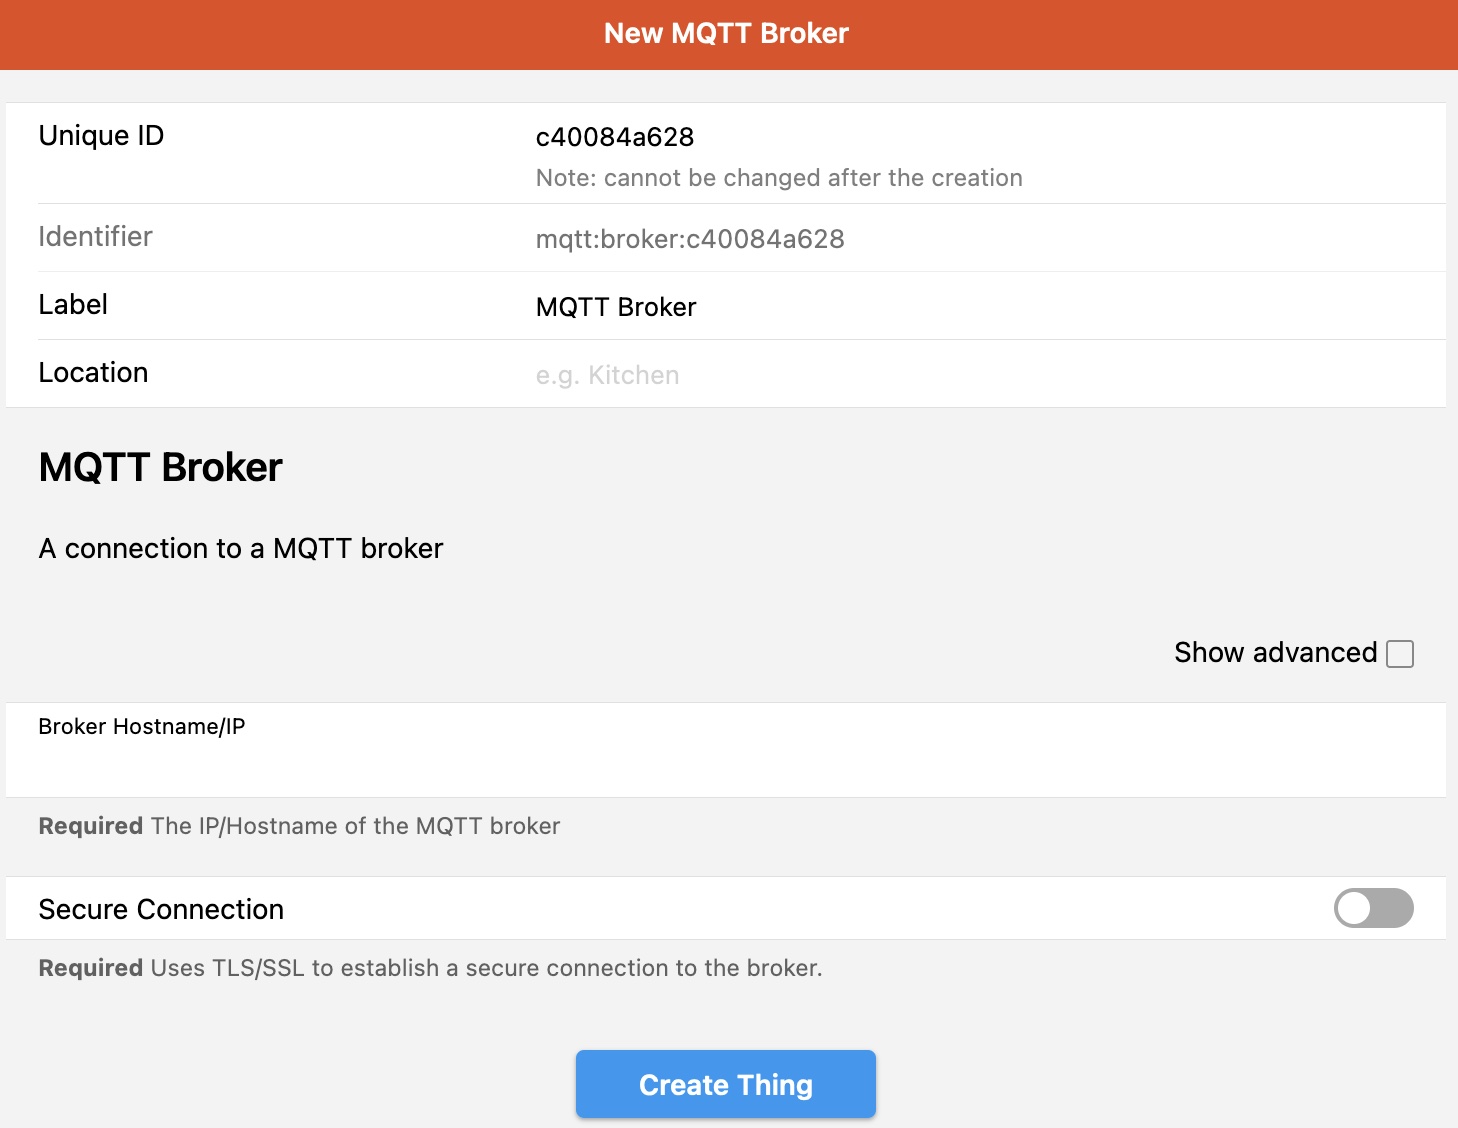 New MQTT Broker
Unique ID
c40084a628
Note: cannot be changed after the creation
Identifier
mqtt:broker:c40084a628
Label
MQTT Broker
Location
e.g. Kitchen
MQTT Broker
A connection to a MQTT broker
Show advanced
Broker Hostname/IP
Required The IP/Hostname of the MQTT broker
Secure Connection
Required Uses TLS/SSL to establish a secure connection to the broker.
Create Thing